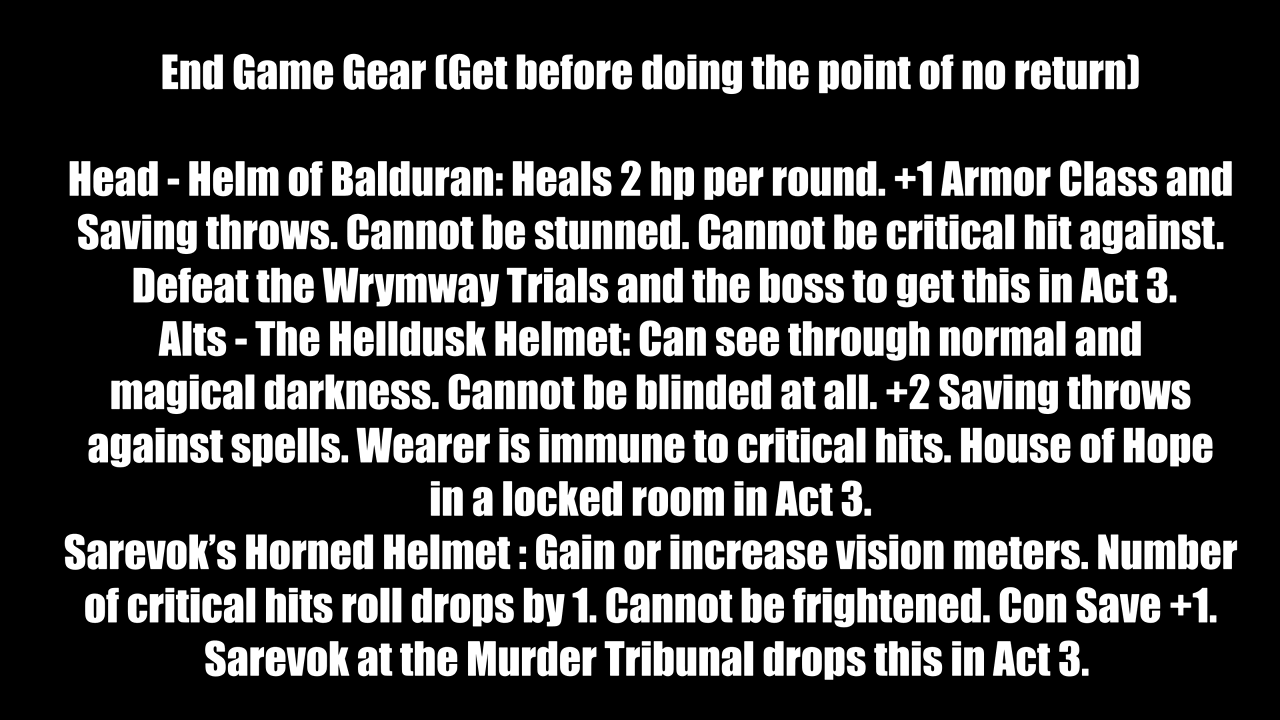 End Game Gear (Get before doing the point of no return)
Head - Helm of Balduran: Heals 2 hp per round. +1 Armor Class and
Saving throws. Cannot be stunned. Cannot be critical hit against.
Defeat the Wrymway Trials and the boss to get this in Act 3.
Alts - The Helldusk Helmet: Can see through normal and
magical darkness. Cannot be blinded at all. +2 Saving throws
against spells. Wearer is immune to critical hits. House of Hope
in a locked room in Act 3.
Sarevok’s Horned Helmet : Gain or increase vision meters. Number
of critical hits roll drops by 1. Cannot be frightened. Con Save +1.
Sarevok at the Murder Tribunal drops this in Act 3.